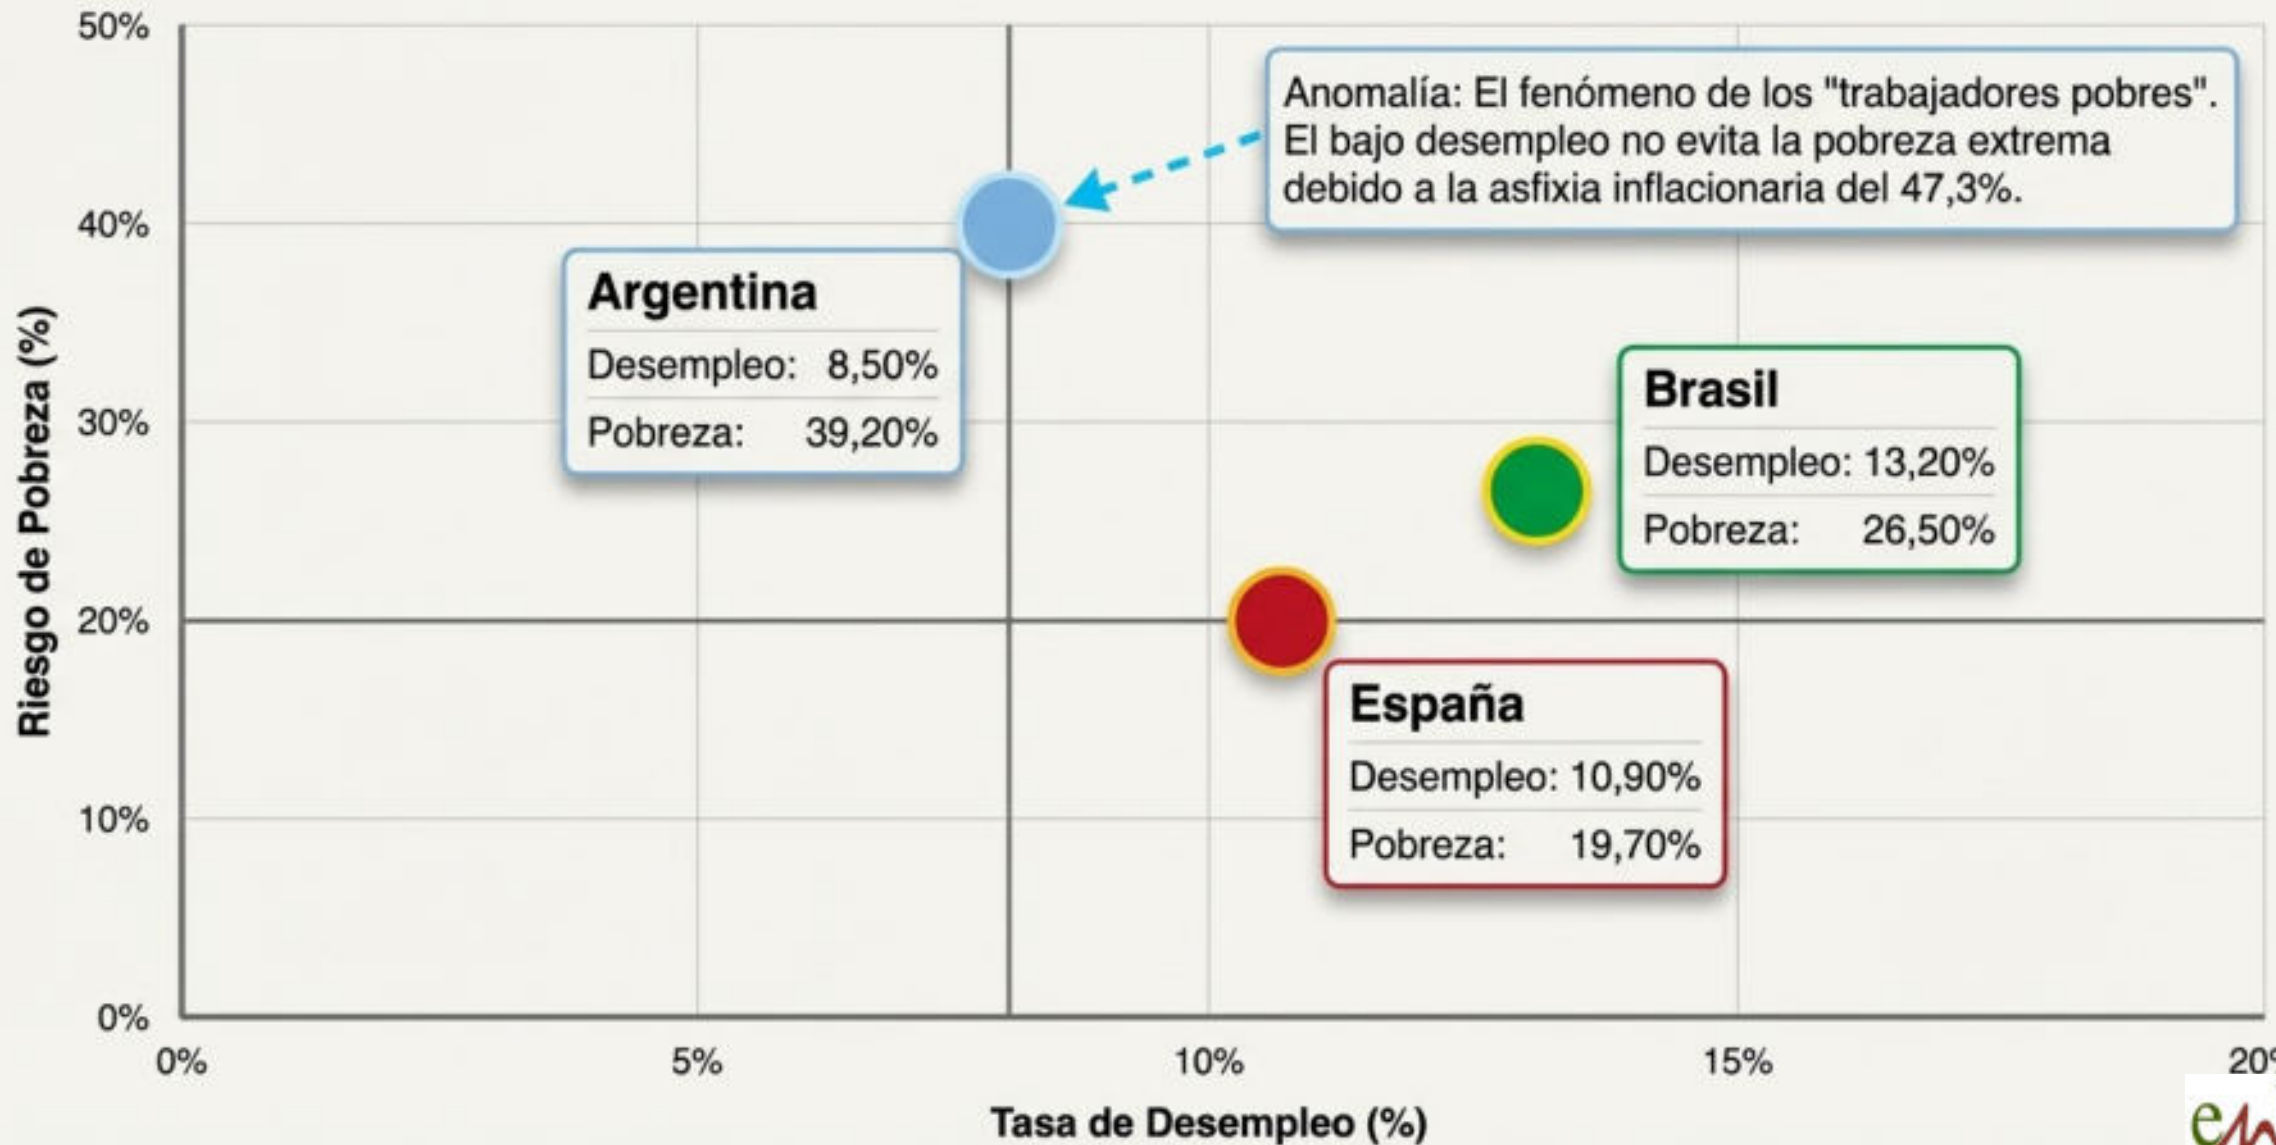 50%
40%
30%
20%
10%
0%
Riesgo de Pobreza (%)
Anomalía: El fenómeno de los "trabajadores pobres".
El bajo desempleo no evita la pobreza extrema
debido a la asfixia inflacionaria del 47,3%.
Argentina
Desempleo: 8,50%
Pobreza: 39,20%
Brasil
Desempleo: 13,20%
Pobreza: 26,50%
España
Desempleo: 10,90%
Pobreza: 19,70%
0% 5% 10% 15% 20%
Tasa de Desempleo (%)